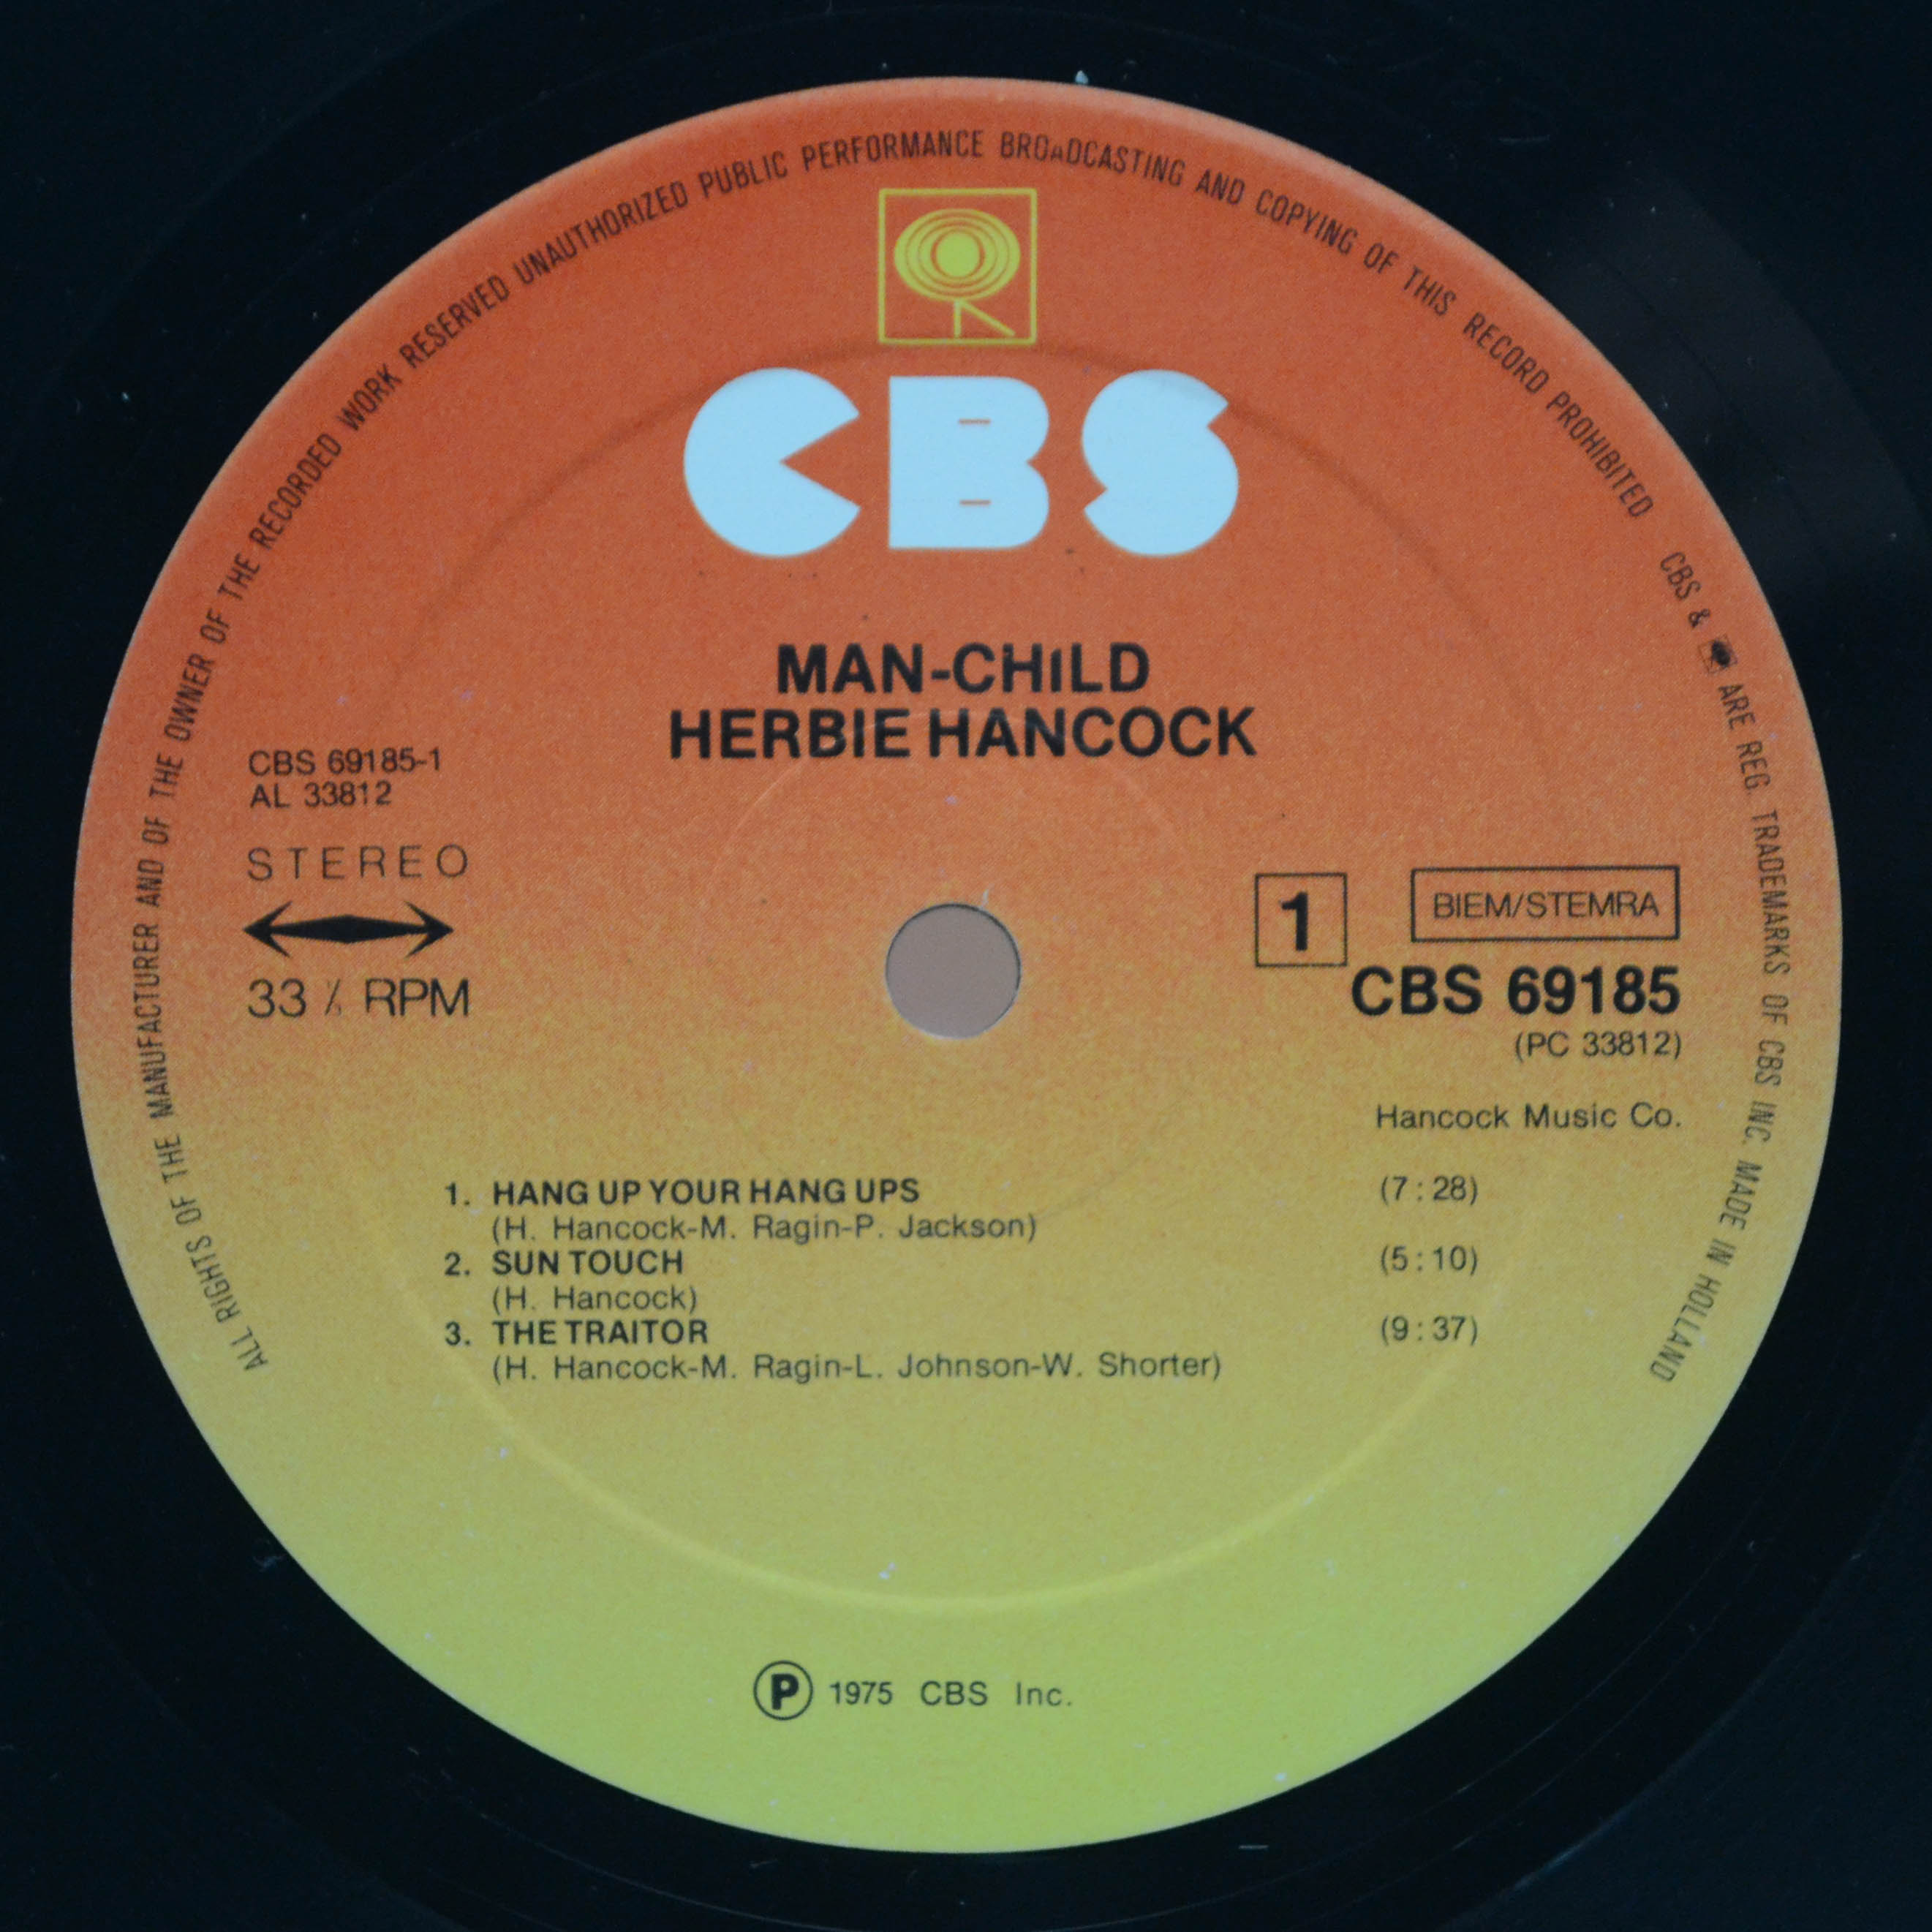 ALL RIGHTS OF THE MANUFACTURER AND OF THE OWNER OF THE RECORDED WORK RESERVED UNAUTHORIZED PUBLIC PERFORMANCE BROADCASTING AND COPYING OF THIS RECORD PROHIBITED CBS & ARE REG. TRADEMARKS OF CBS INC. MADE IN HOLLAND
CBS
MAN-CHILD
HERBIE HANCOCK
CBS 69185-1
AL 33812
STEREO
33 ⅓ RPM
1
BIEM/STEMRA
CBS 69185
(PC 33812)
Hancock Music Co.
1. HANG UP YOUR HANG UPS (7:28)
(H. Hancock-M. Ragin-P. Jackson)
2. SUN TOUCH (5:10)
(H. Hancock)
3. THE TRAITOR (9:37)
(H. Hancock-M. Ragin-L. Johnson-W. Shorter)
Ⓟ 1975 CBS Inc.